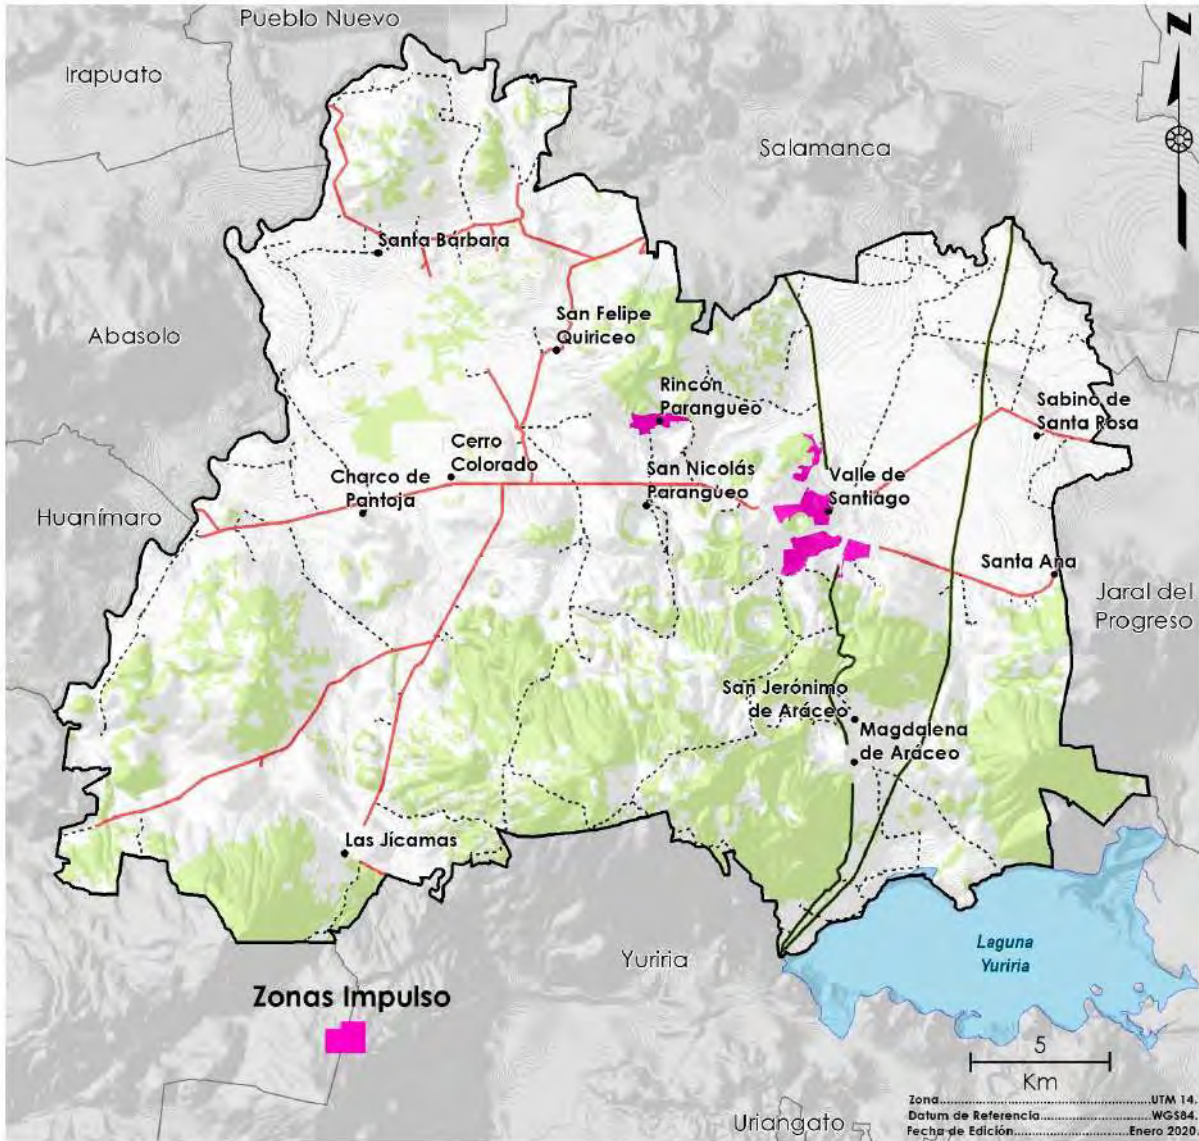 Pueblo Nuevo
Irapuato
Z
Salamanca
Santa Bárbara
Abasolo
San Felipe
Quiriceo
Rincón
Parangueo
Sabino de
Santa Rosa
Cerro
Colorado
Charco de
Pantoja
San Nicolás
Parangueo
Valle de
Santiago
Huanímaro
Santa Ana
Jaral del
Progreso
San Jerónimo
de Aráceo
Magdalena
de Aráceo
Las Jícamas
Yuriria
Laguna
Yuriria
Zonas Impulso
5
Km
Uriangato
Zona..............................UTM 14.
Datum de Referencia....................WGS84.
Fecha de Edición................Enero 2020